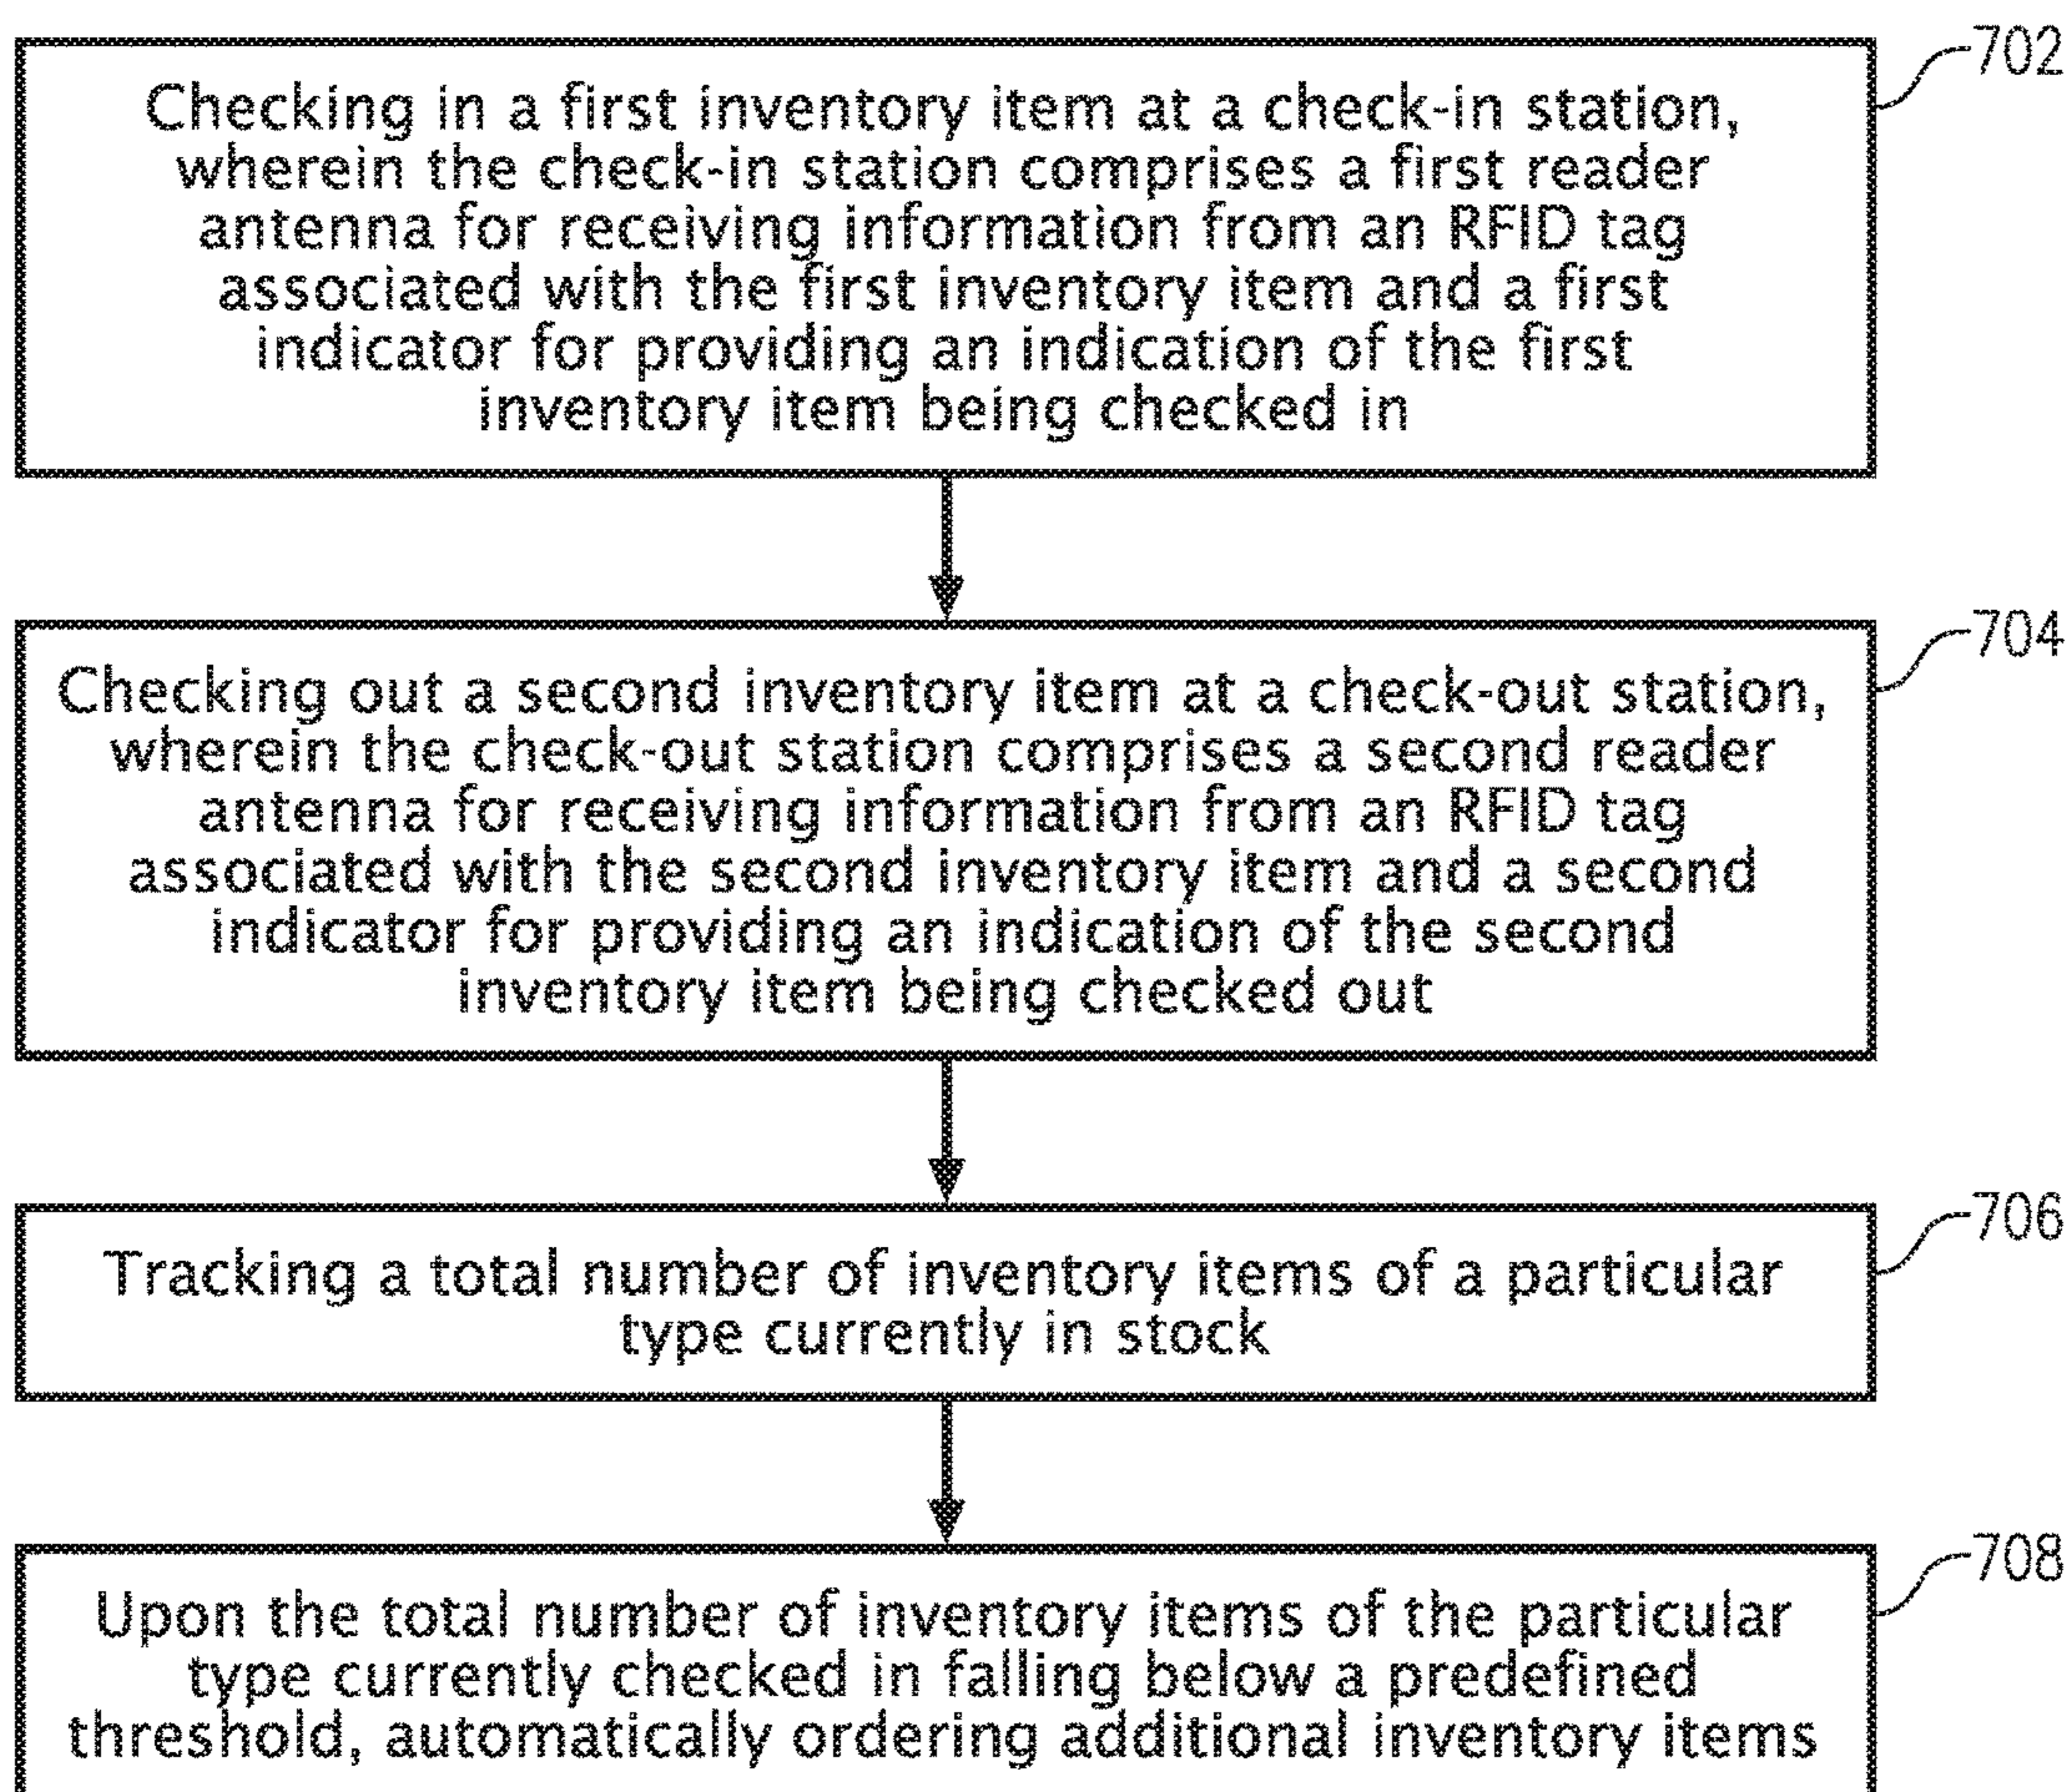 702
Checking in a first inventory item at a check-in station,
wherein the check-in station comprises a first reader
antenna for receiving information from an RFID tag
associated with the first inventory item and a first
indicator for providing an indication of the first
inventory item being checked in
704
Checking out a second inventory item at a check-out station,
wherein the check-out station comprises a second reader
antenna for receiving information from an RFID tag
associated with the second inventory item and a second
indicator for providing an indication of the second
inventory item being checked out
706
Tracking a total number of inventory items of a particular
type currently in stock
708
Upon the total number of inventory items of the particular
type currently checked in falling below a predefined
threshold, automatically ordering additional inventory items